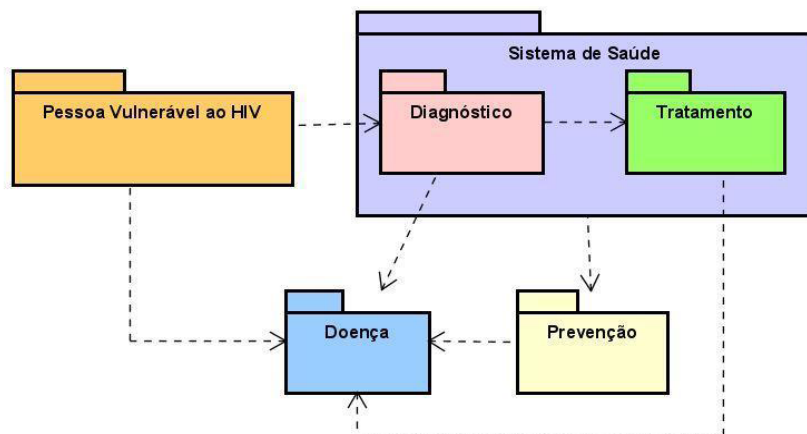 Sistema de Saúde
Pessoa Vulnerável ao HIV
Diagnóstico
Tratamento
Doença
Prevenção